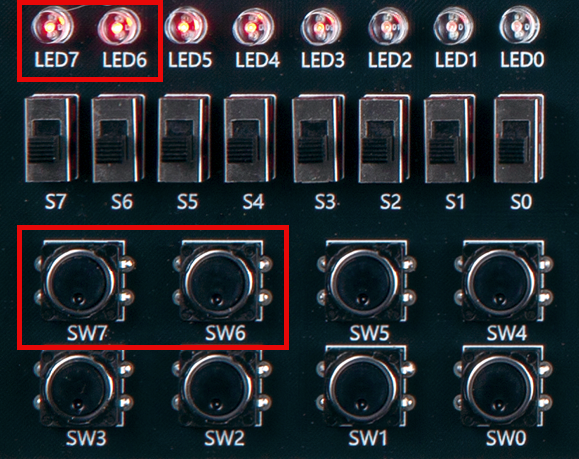 LED7 LED6 LED5 LED4 LED3 LED2 LED1 LED0
S7 S6 S5 S4 S3 S2 S1 S0
SW7 SW6 SW5 SW4
SW3 SW2 SW1 SW0